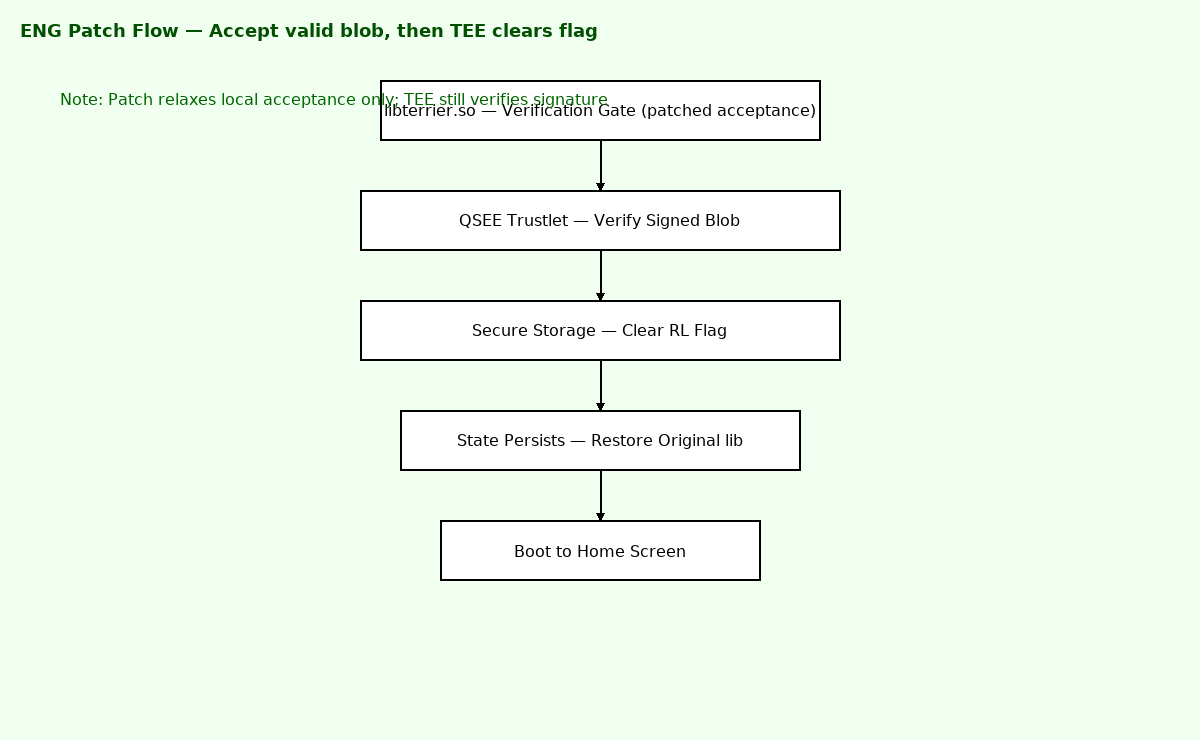 ENG Patch Flow — Accept valid blob, then TEE clears flag
Note: Patch relaxes local acceptance only; TEE still verifies signature
libterrier.so — Verification Gate (patched acceptance)
QSEE Trustlet — Verify Signed Blob
Secure Storage — Clear RL Flag
State Persists — Restore Original lib
Boot to Home Screen